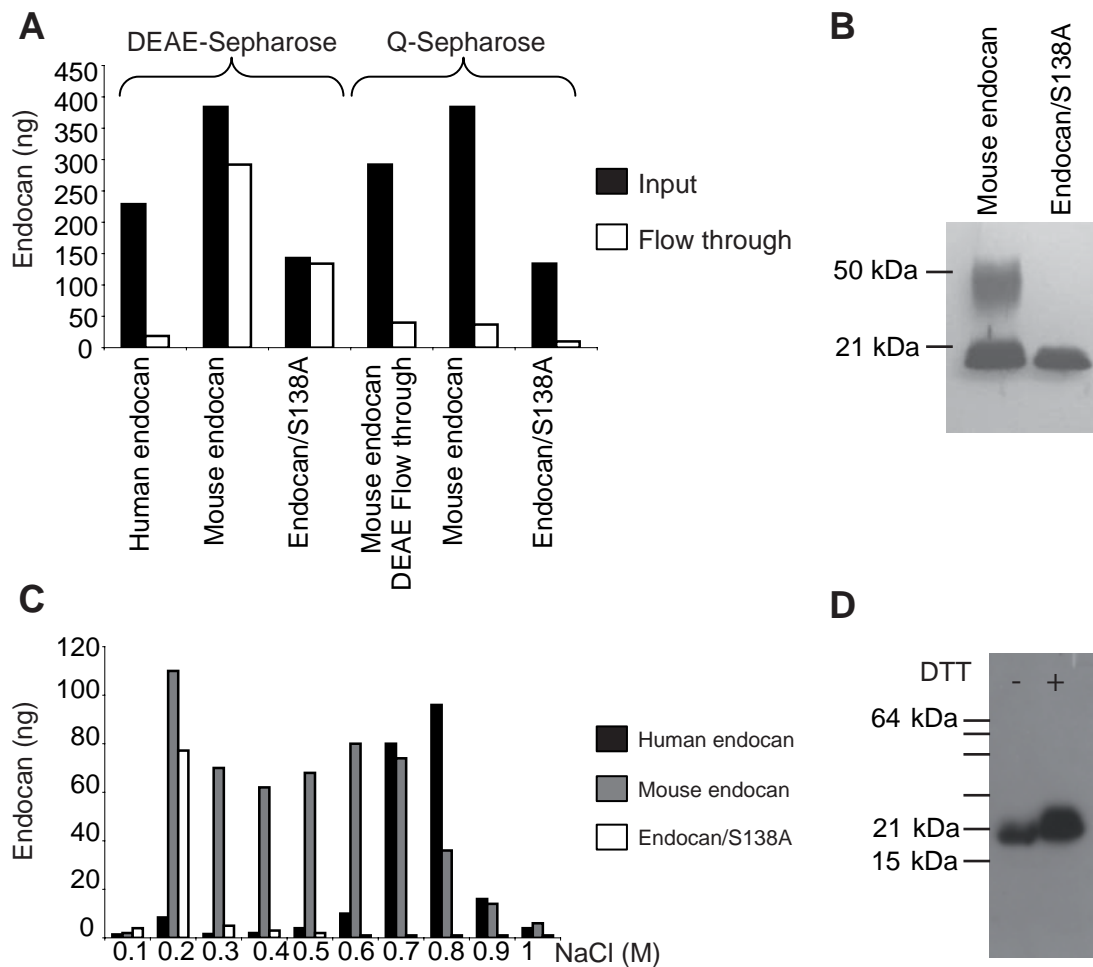 A
DEAE-Sepharose
Q-Sepharose
Endocan (ng)
450
400
350
300
250
200
150
100
50
0
Human endocan
Mouse endocan
Endocan/S138A
Mouse endocan
DEAE Flow through
Mouse endocan
Endocan/S138A
Input
Flow through
B
Mouse endocan
Endocan/S138A
50 kDa
21 kDa
C
Endocan (ng)
120
100
80
60
40
20
0
0.1 0.2 0.3 0.4 0.5 0.6 0.7 0.8 0.9 1 NaCl (M)
Human endocan
Mouse endocan
Endocan/S138A
D
DTT - +
64 kDa
21 kDa
15 kDa